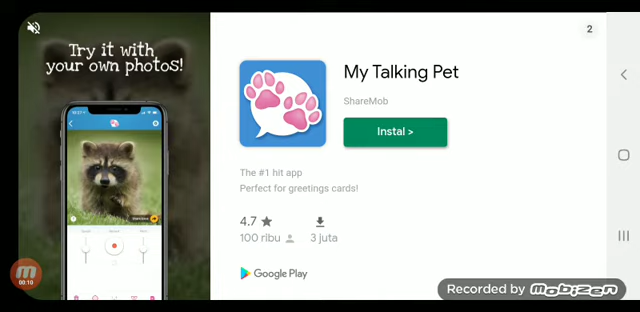 2
Try it with
your own photos!
My Talking Pet
ShareMob
Instal >
The #1 hit app
Perfect for greetings cards!
4.7
100 ribu
3 juta
Google Play
00:10
Recorded by Mobizen